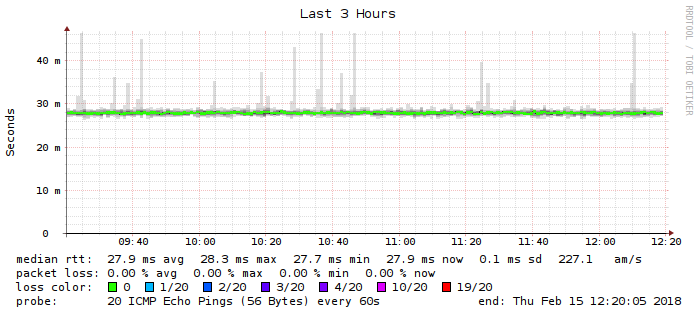 Last 3 Hours
RRDTOOL / TOBI OETIKER
Seconds
40 m
30 m
20 m
10 m
0
09:40 10:00 10:20 10:40 11:00 11:20 11:40 12:00 12:20
median rtt: 27.9 ms avg 28.3 ms max 27.7 ms min 27.9 ms now 0.1 ms sd 227.1 am/s
packet loss: 0.00 % avg 0.00 % max 0.00 % min 0.00 % now
loss color: 0 1/20 2/20 3/20 4/20 10/20 19/20
probe: 20 ICMP Echo Pings (56 Bytes) every 60s end: Thu Feb 15 12:20:05 2018